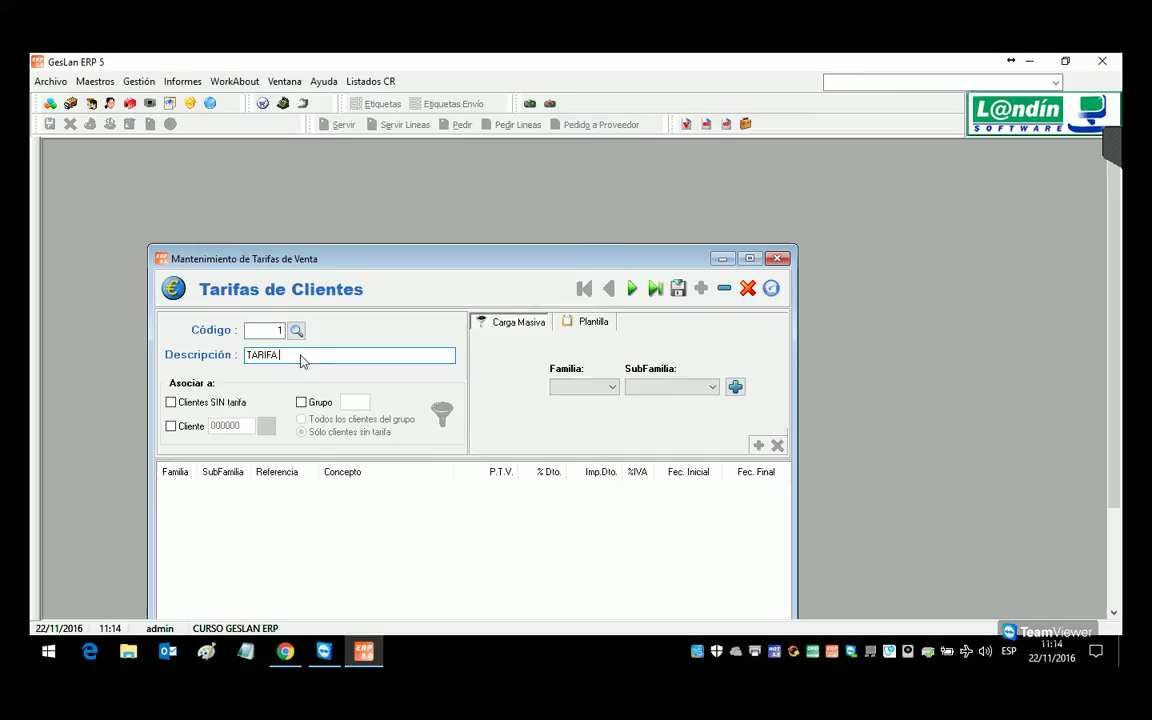 GesLan ERP 5
Archivo Maestros Gestión Informes WorkAbout Ventana Ayuda Listados CR
Etiquetas Etiquetas Envío
Servir Servir Lineas Pedir Pedir Lineas Pedido a Proveedor
L@ndín
SOFTWARE
Mantenimiento de Tarifas de Venta
Tarifas de Clientes
Código : 1
Descripción : TARIFA
Asociar a:
Clientes SIN tarifa
Grupo
Cliente 000000
Todos los clientes del grupo
Sólo clientes sin tarifa
Carga Masiva Plantilla
Familia: SubFamilia:
Familia SubFamilia Referencia Concepto P.T.V. % Dto. Imp.Dto. %IVA Fec. Inicial Fec. Final
22/11/2016 11:14 admin CURSO GESLAN ERP
TeamViewer
ESP
11:14
22/11/2016